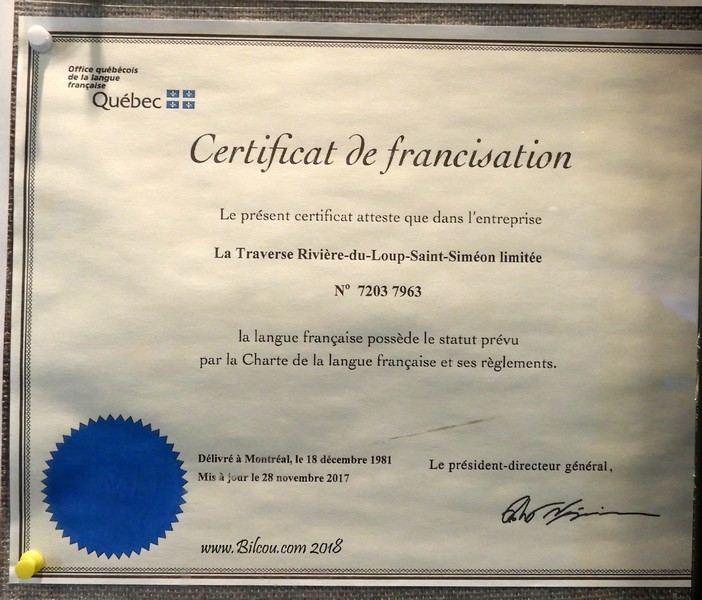 Office québécois
de la langue
française
Québec
Certificat de francisation
Le présent certificat atteste que dans l'entreprise
La Traverse Rivière-du-Loup-Saint-Siméon limitée
Nº 7203 7963
la langue française possède le statut prévu
par la Charte de la langue française et ses règlements.
Délivré à Montréal, le 18 décembre 1981
Mis à jour le 28 novembre 2017
Le président-directeur général,
www.Bilcou.com 2018